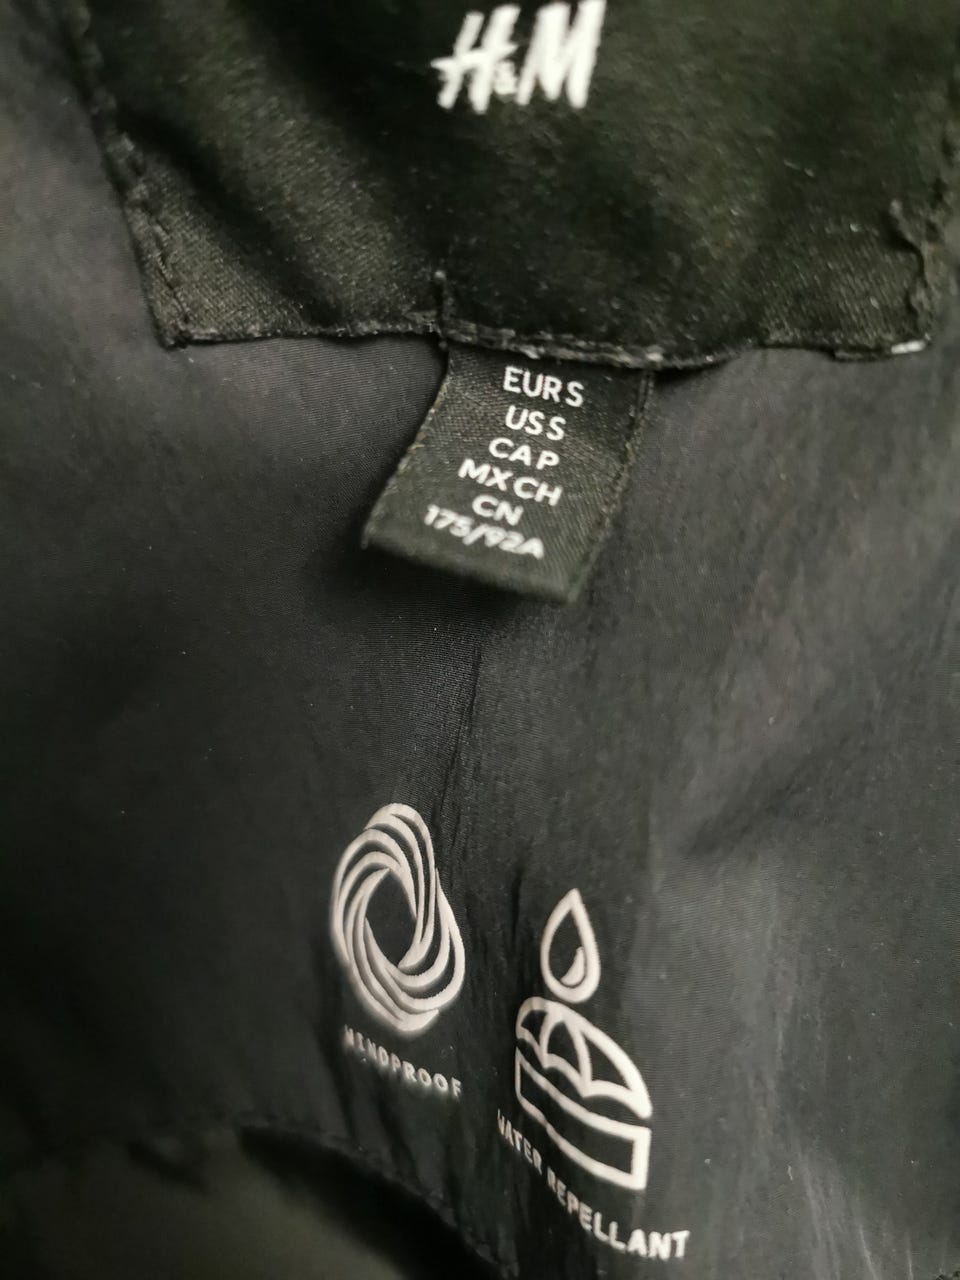 H&M
EUR S
US S
CA P
MX CH
CN
175/92A
WINDPROOF
WATER REPELLANT